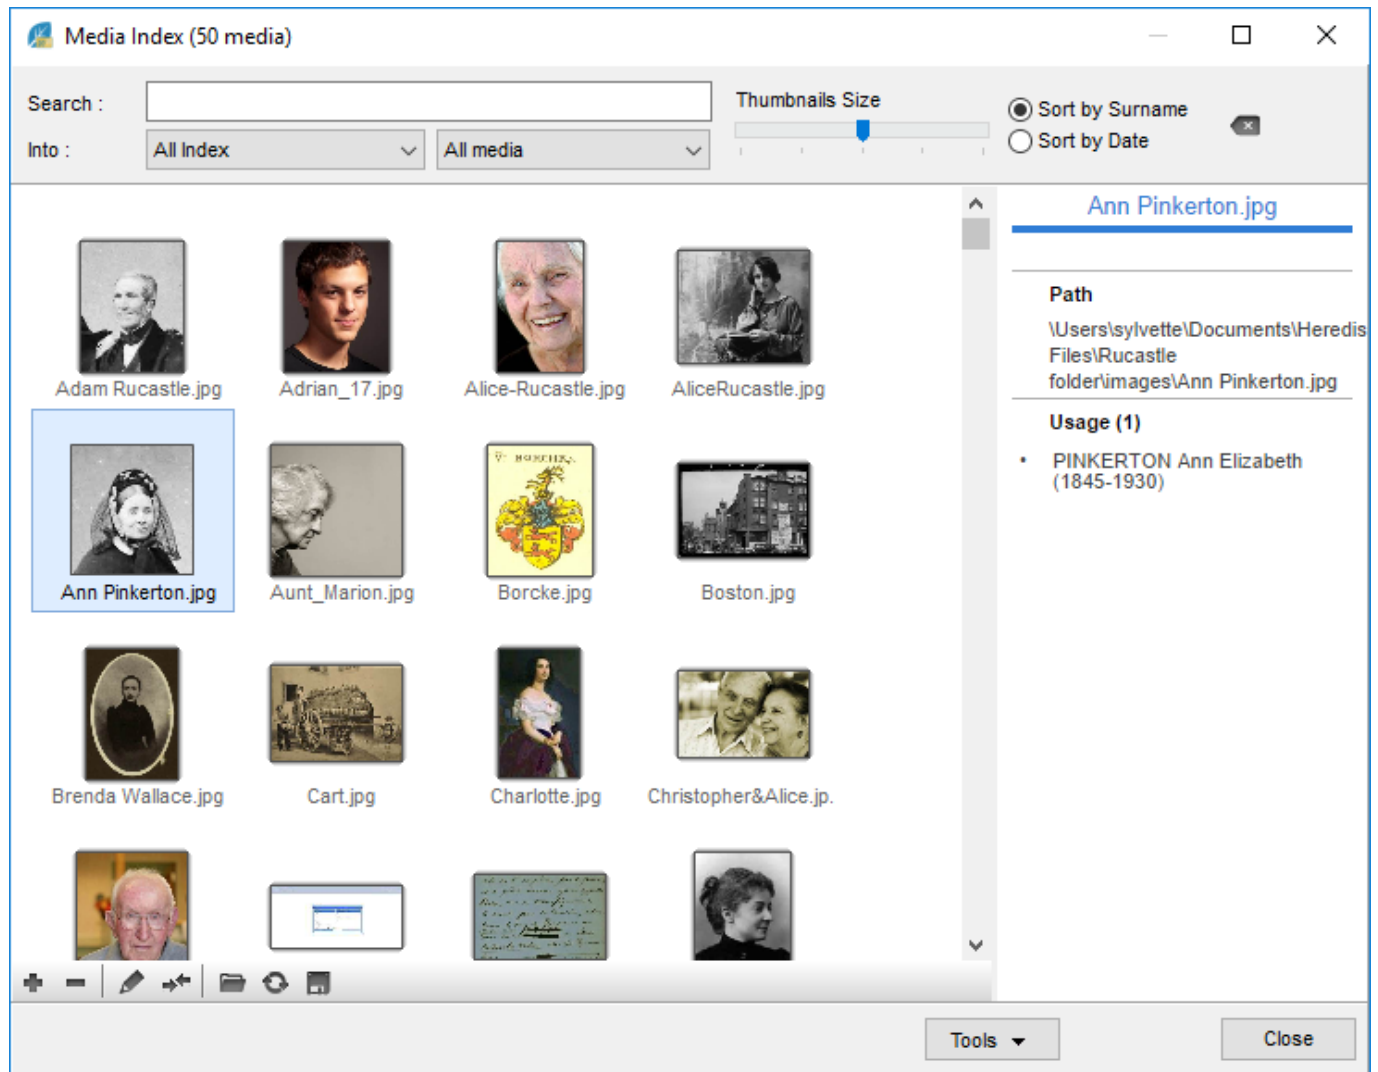 Media Index (50 media)
Search :
Thumbnails Size
Sort by Surname
Into :
All Index
All media
Sort by Date
Ann Pinkerton.jpg
Path
\Users\sylvette\Documents\Heredis
Files\Rucastle
folder\images\Ann Pinkerton.jpg
Usage (1)
• PINKERTON Ann Elizabeth
(1845-1930)
Adam Rucastle.jpg
Adrian_17.jpg
Alice-Rucastle.jpg
AliceRucastle.jpg
Ann Pinkerton.jpg
Aunt_Marion.jpg
Borcke.jpg
Boston.jpg
Brenda Wallace.jpg
Cart.jpg
Charlotte.jpg
Christopher&Alice.jp.
Tools
Close